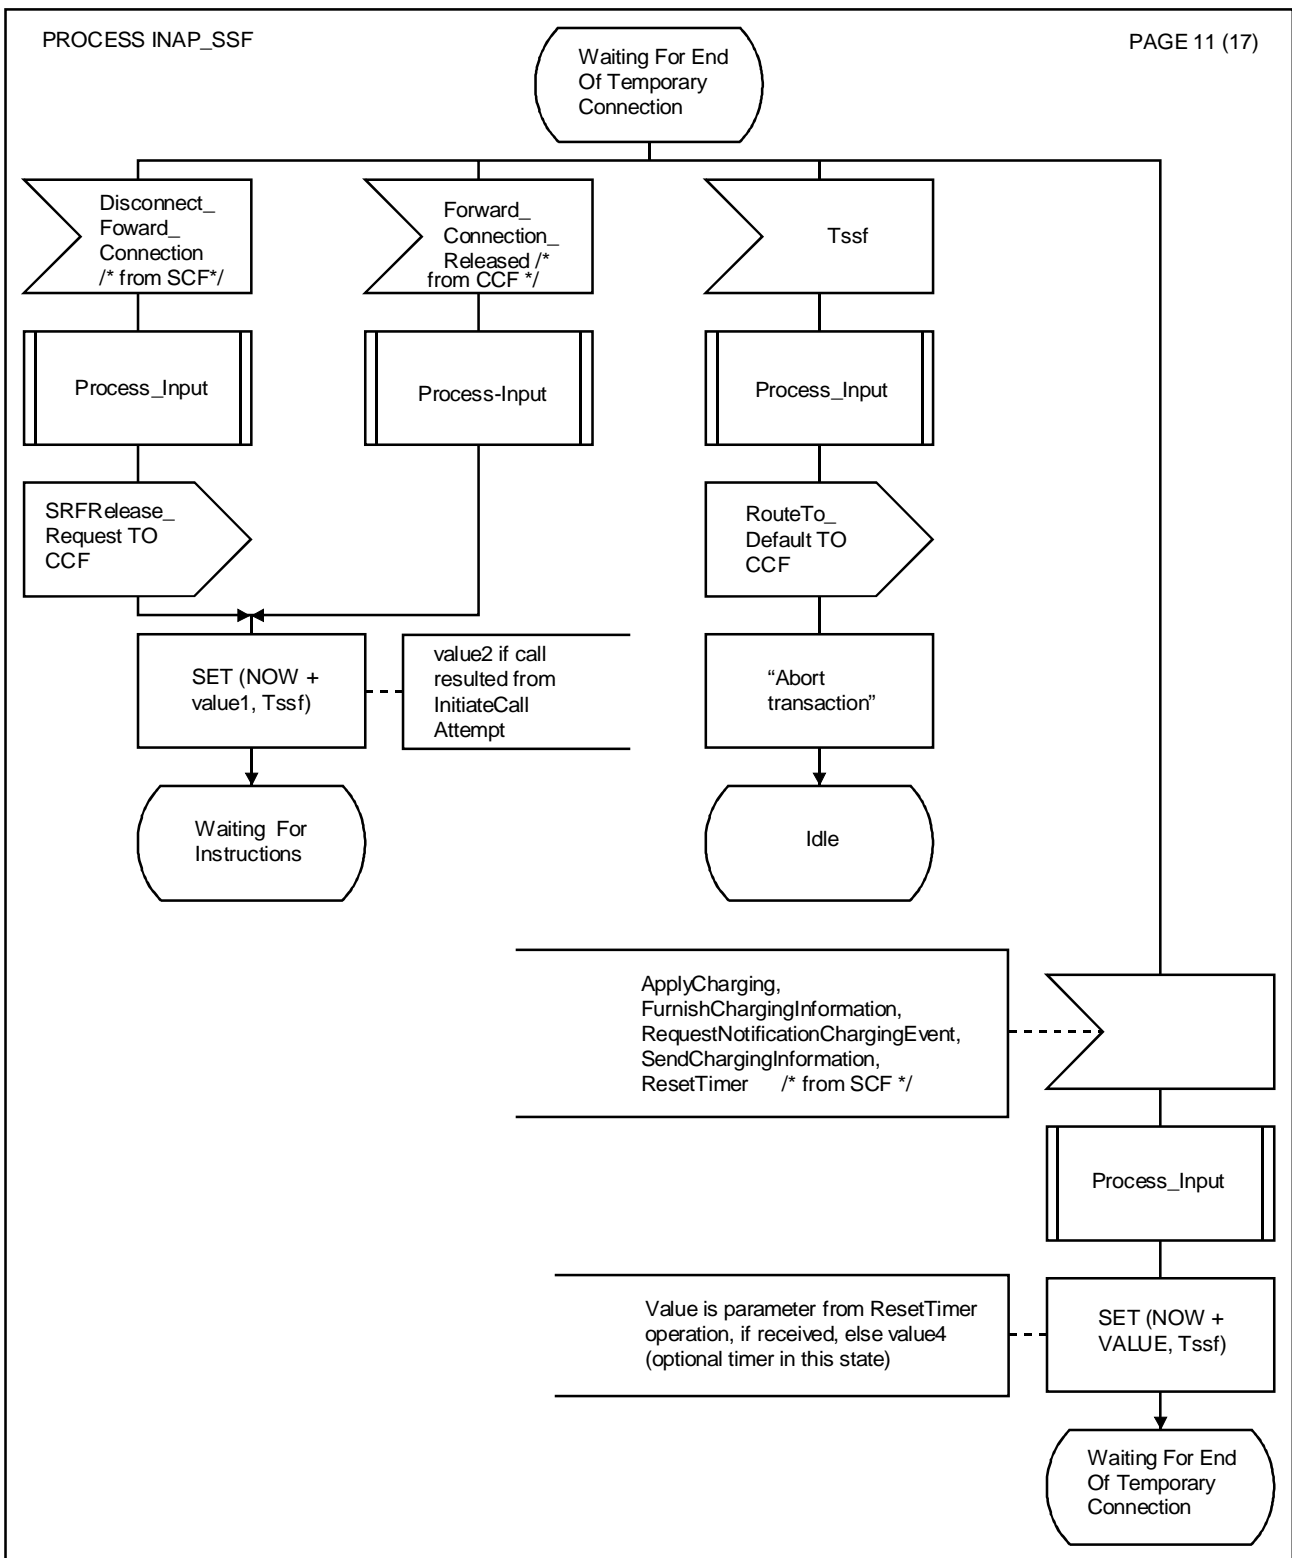 PROCESS INAP_SSF
PAGE 11 (17)
Waiting For End
Of Temporary
Connection
Disconnect_
Foward_
Connection
/* from SCF*/
Forward_
Connection_
Released /*
from CCF */
Tssf
Process_Input
Process-Input
Process_Input
SRFRelease_
Request TO
CCF
RouteTo_
Default TO
CCF
SET (NOW +
value1, Tssf)
value2 if call
resulted from
InitiateCall
Attempt
“Abort
transaction”
Waiting For
Instructions
Idle
ApplyCharging,
FurnishChargingInformation,
RequestNotificationChargingEvent,
SendChargingInformation,
ResetTimer /* from SCF */
Process_Input
Value is parameter from ResetTimer
operation, if received, else value4
(optional timer in this state)
SET (NOW +
VALUE, Tssf)
Waiting For End
Of Temporary
Connection